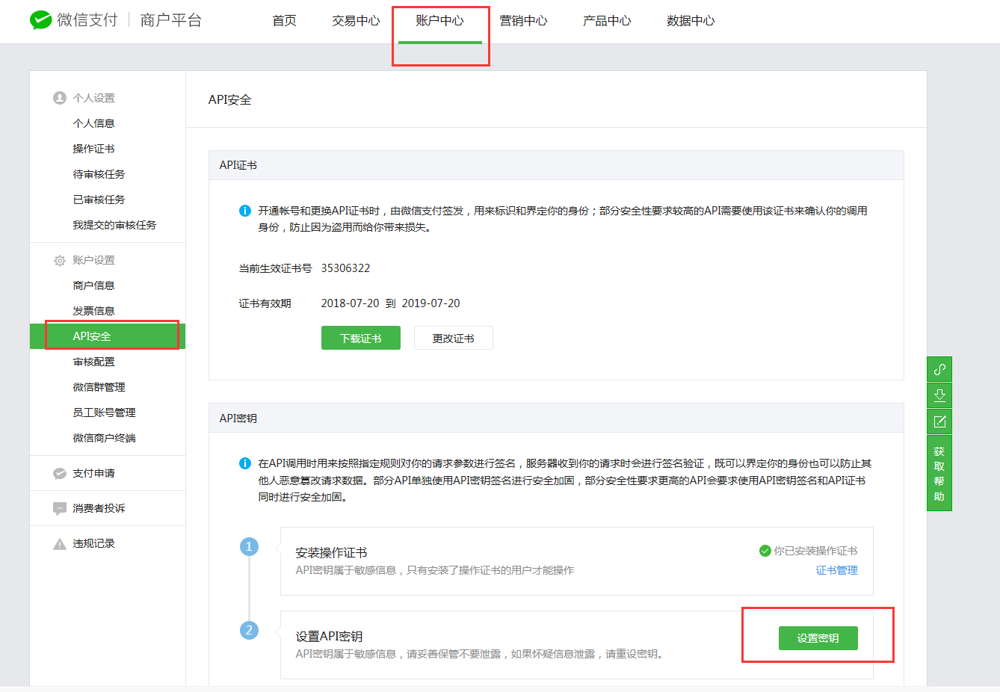 微信支付 商户平台
首页 交易中心 账户中心 营销中心 产品中心 数据中心
个人设置
个人信息
操作证书
待审核任务
已审核任务
我提交的审核任务
账户设置
商户信息
发票信息
API安全
审核配置
微信群管理
员工账号管理
微信商户终端
支付申请
消费者投诉
违规记录
API安全
API证书
开通帐号和更换API证书时，由微信支付签发，用来标识和界定你的身份；部分安全性要求较高的API需要使用该证书来确认你的调用
身份，防止因为盗用而给你带来损失。
当前生效证书号 35306322
证书有效期 2018-07-20 到 2019-07-20
下载证书 更改证书
API密钥
在API调用时用来按照指定规则对你的请求参数进行签名，服务器收到你的请求时会进行签名验证，既可以界定你的身份也可以防止其
他人恶意篡改请求数据。部分API单独使用API密钥签名进行安全加固，部分安全性要求更高的API会要求使用API密钥签名和API证书
同时进行安全加固。
1
安装操作证书
API密钥属于敏感信息，只有安装了操作证书的用户才能操作
你已安装操作证书
证书管理
2
设置API密钥
API密钥属于敏感信息，请妥善保管不要泄露，如果怀疑信息泄露，请重设密钥。
设置密钥
获
取
帮
助